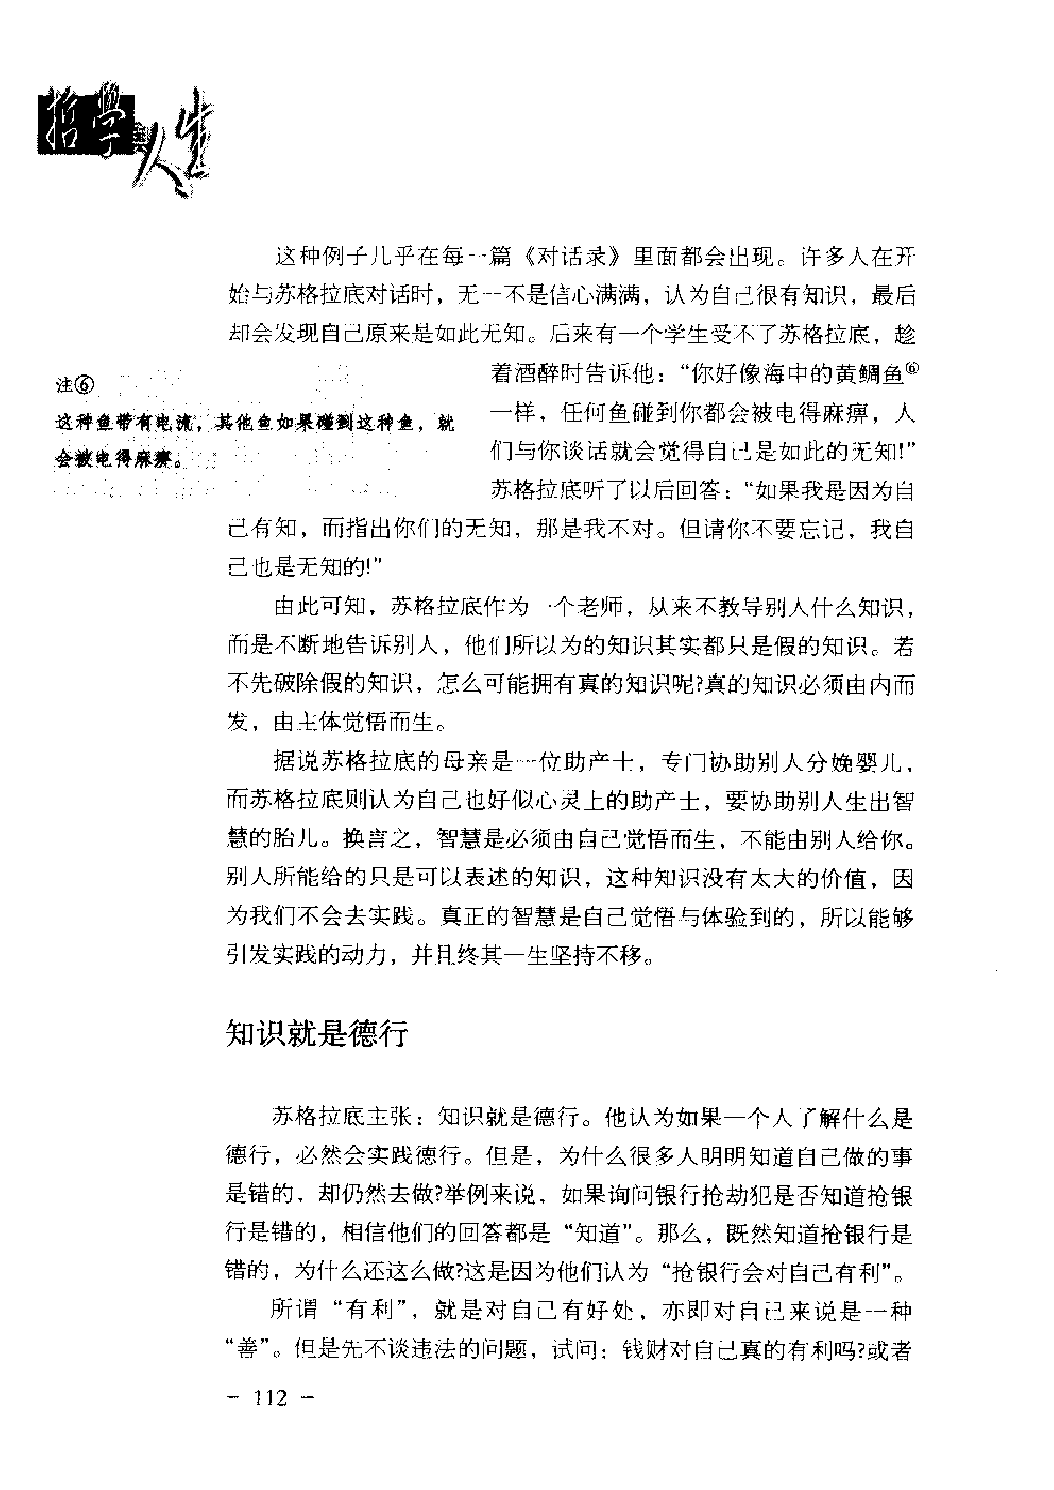 哲學與人生
这种例子几乎在每一篇《对话录》里面都会出现。许多人在开
始与苏格拉底对话时，无一不是信心满满，认为自己很有知识，最后
却会发现自己原来是如此无知。后来有一个学生受不了苏格拉底，趁
着酒醉时告诉他：“你好像海中的黄鲷鱼⑥
一样，任何鱼碰到你都会被电得麻痹，人
们与你谈话就会觉得自己是如此的无知!”
苏格拉底听了以后回答：“如果我是因为自
己有知，而指出你们的无知，那是我不对。但请你不要忘记，我自
己也是无知的!”
注⑥
这种鱼带有电流，其他鱼如果碰到这种鱼，就
会被电得麻痹。
由此可知，苏格拉底作为一个老师，从来不教导别人什么知识，
而是不断地告诉别人，他们所以为的知识其实都只是假的知识。若
不先破除假的知识，怎么可能拥有真的知识呢?真的知识必须由内而
发，由主体觉悟而生。
据说苏格拉底的母亲是一位助产士，专门协助别人分娩婴儿，
而苏格拉底则认为自己也好似心灵上的助产士，要协助别人生出智
慧的胎儿。换言之，智慧是必须由自己觉悟而生，不能由别人给你。
别人所能给的只是可以表述的知识，这种知识没有太大的价值，因
为我们不会去实践。真正的智慧是自己觉悟与体验到的，所以能够
引发实践的动力，并且终其一生坚持不移。
知识就是德行
苏格拉底主张：知识就是德行。他认为如果一个人了解什么是
德行，必然会实践德行。但是，为什么很多人明明知道自己做的事
是错的，却仍然去做?举例来说，如果询问银行抢劫犯是否知道抢银
行是错的，相信他们的回答都是“知道”。那么，既然知道抢银行是
错的，为什么还这么做?这是因为他们认为“抢银行会对自己有利”。
所谓“有利”，就是对自己有好处，亦即对自己来说是一种
“善”。但是先不谈违法的问题，试问：钱财对自己真的有利吗?或者
- 112 -